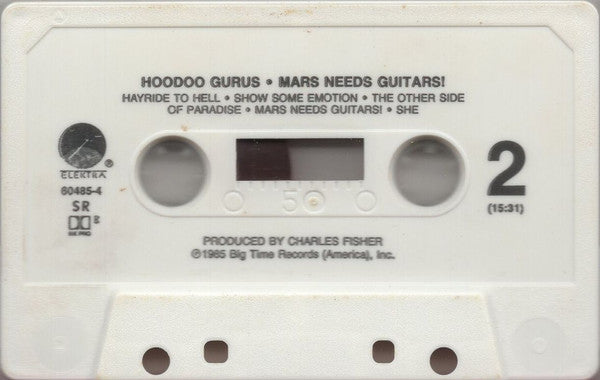 HOODOO GURUS • MARS NEEDS GUITARS!
HAYRIDE TO HELL • SHOW SOME EMOTION • THE OTHER SIDE
OF PARADISE • MARS NEEDS GUITARS! • SHE
ELEKTRA ®
60485-4
SR
B
HX PRO
50
2
(15:31)
PRODUCED BY CHARLES FISHER
℗1985 Big Time Records (America), Inc.